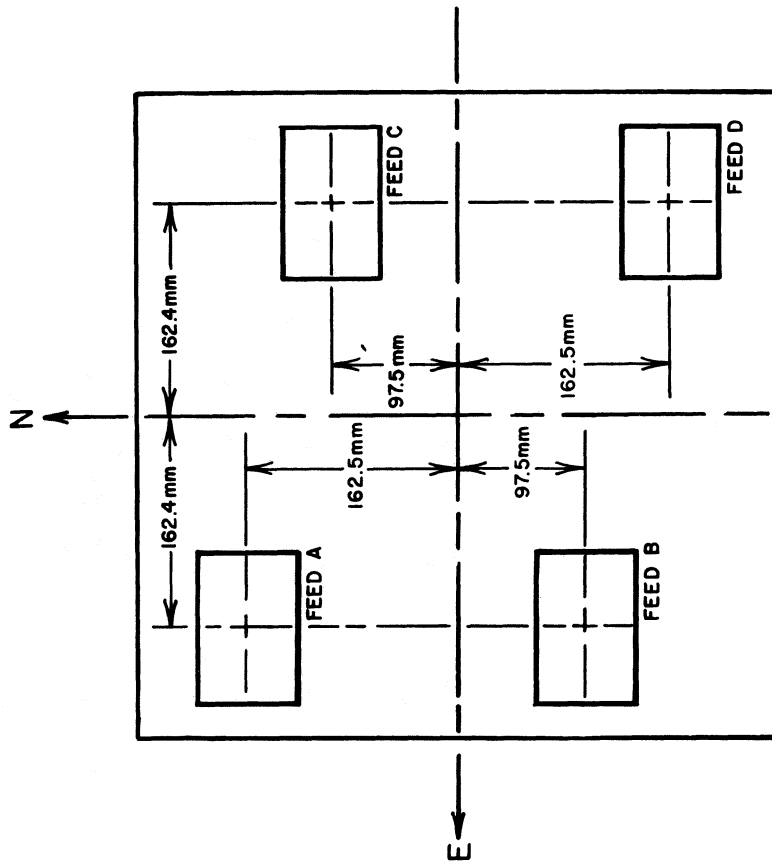 N
162.4mm
162.4mm
FEED C
97.5mm
162.5mm
FEED A
162.5mm
97.5mm
FEED D
FEED B
E